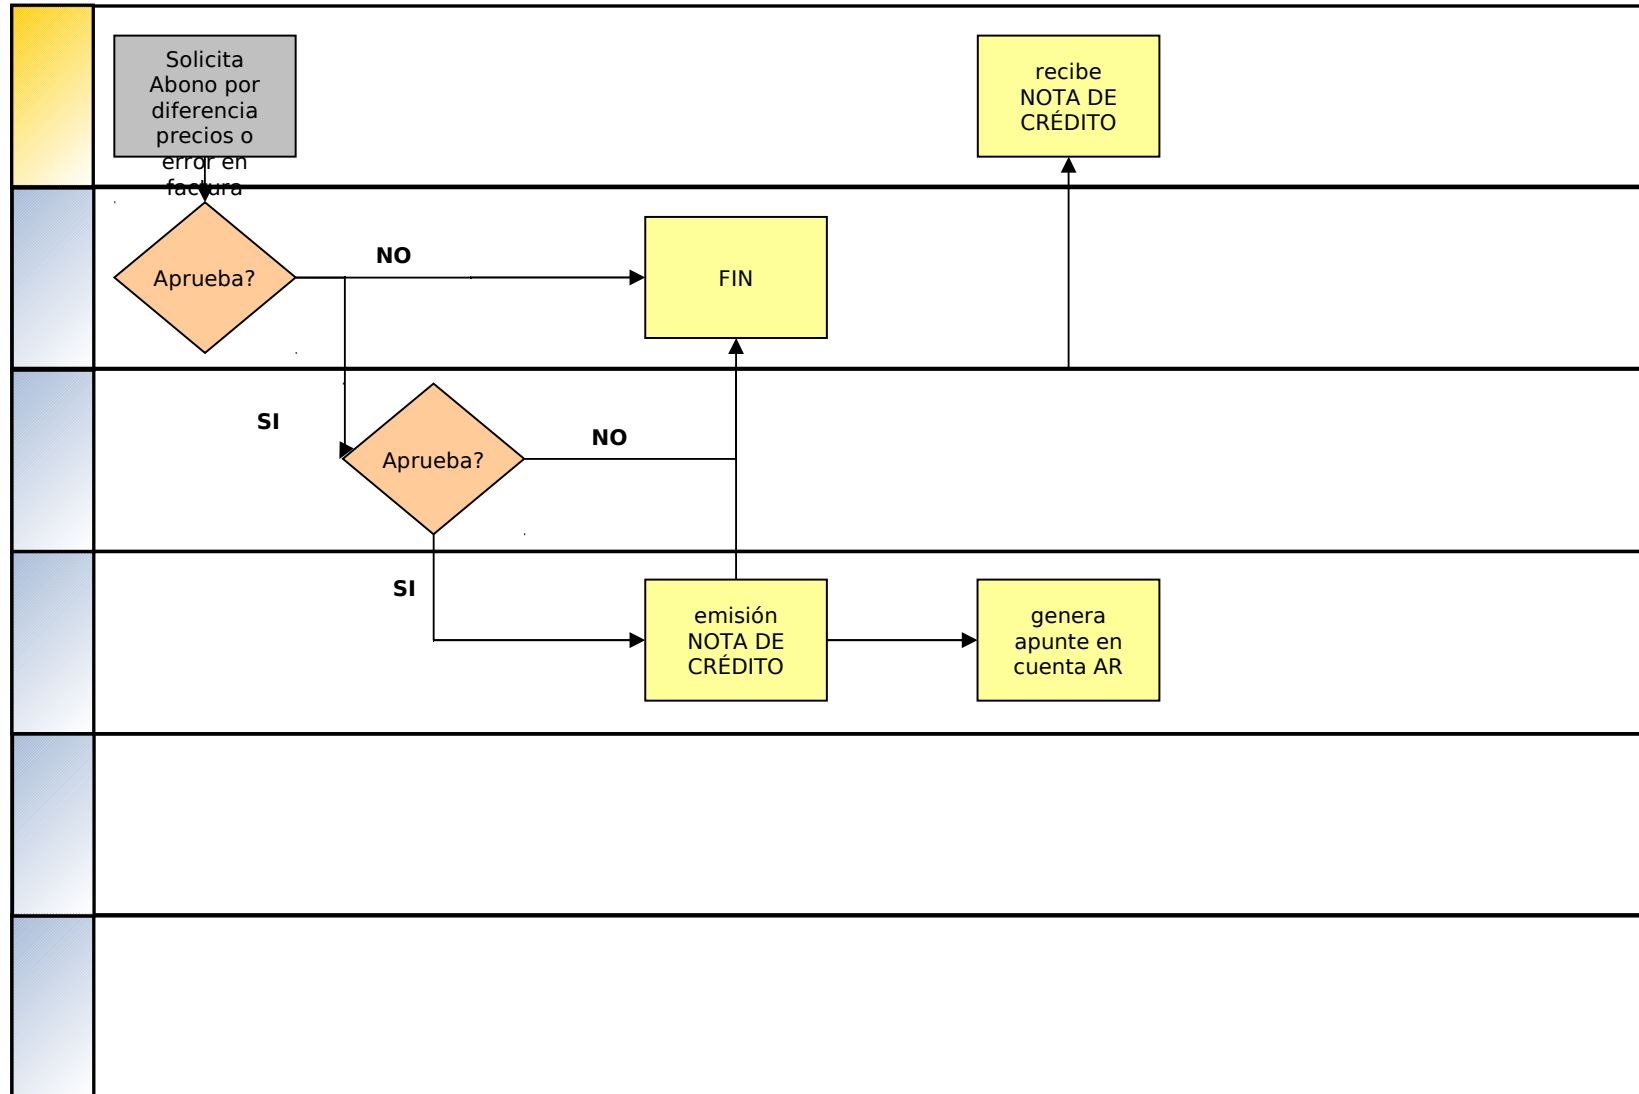 Solicita
Abono por
diferencia
precios o
error en
factura
recibe
NOTA DE
CRÉDITO
Aprueba?
NO
FIN
SI
Aprueba?
NO
SI
emisión
NOTA DE
CRÉDITO
genera
apunte en
cuenta AR